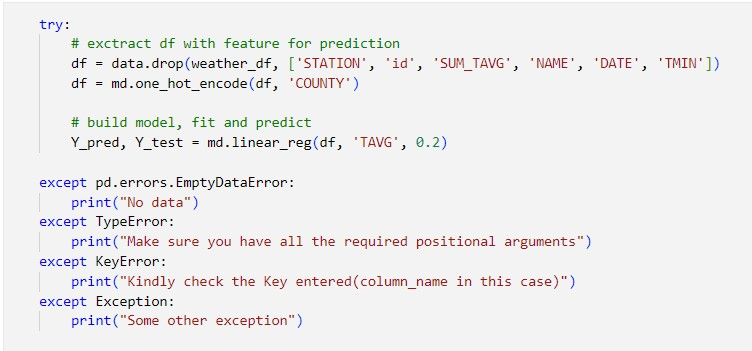 try:
# exctract df with feature for prediction
df = data.drop(weather_df, ['STATION', 'id', 'SUM_TAVG', 'NAME', 'DATE', 'TMIN'])
df = md.one_hot_encode(df, 'COUNTY')
# build model, fit and predict
Y_pred, Y_test = md.linear_reg(df, 'TAVG', 0.2)
except pd.errors.EmptyDataError:
print("No data")
except TypeError:
print("Make sure you have all the required positional arguments")
except KeyError:
print("Kindly check the Key entered(column_name in this case)")
except Exception:
print("Some other exception")